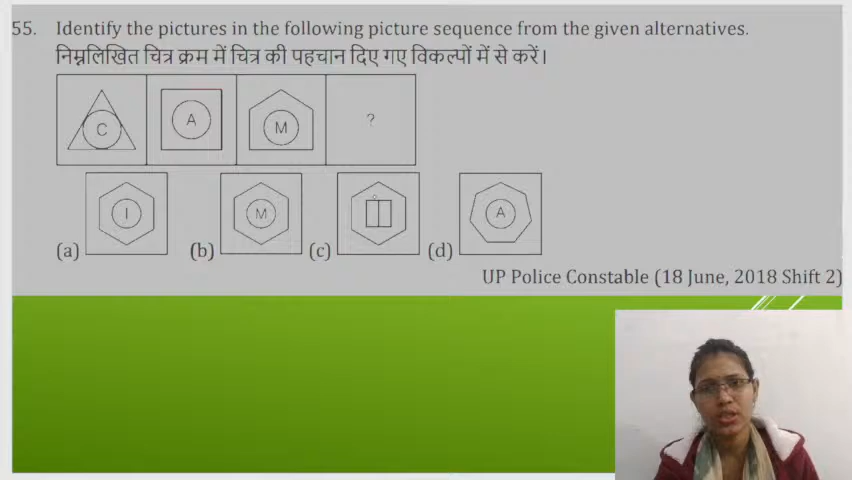 55. Identify the pictures in the following picture sequence from the given alternatives.
निम्नलिखित चित्र क्रम में चित्र की पहचान दिए गए विकल्पों में से करें।
C A M ?
(a) I (b) M (c) (d) A
UP Police Constable (18 June, 2018 Shift 2)